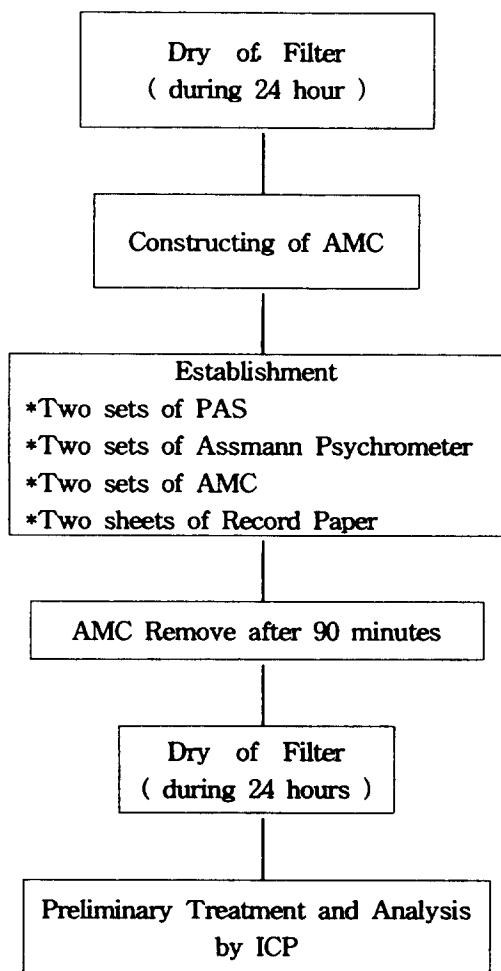 Dry of Filter
( during 24 hour )
Constructing of AMC
Establishment
*Two sets of PAS
*Two sets of Assmann Psychrometer
*Two sets of AMC
*Two sheets of Record Paper
AMC Remove after 90 minutes
Dry of Filter
( during 24 hours )
Preliminary Treatment and Analysis
by ICP